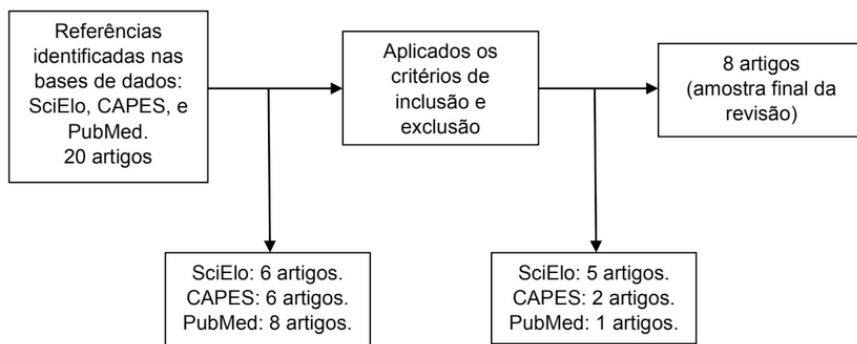 Referências
identificadas nas
bases de dados:
SciElo, CAPES, e
PubMed.
20 artigos
Aplicados os
critérios de
inclusão e
exclusão
8 artigos
(amostra final da
revisão)
SciElo: 6 artigos.
CAPES: 6 artigos.
PubMed: 8 artigos.
SciElo: 5 artigos.
CAPES: 2 artigos.
PubMed: 1 artigos.